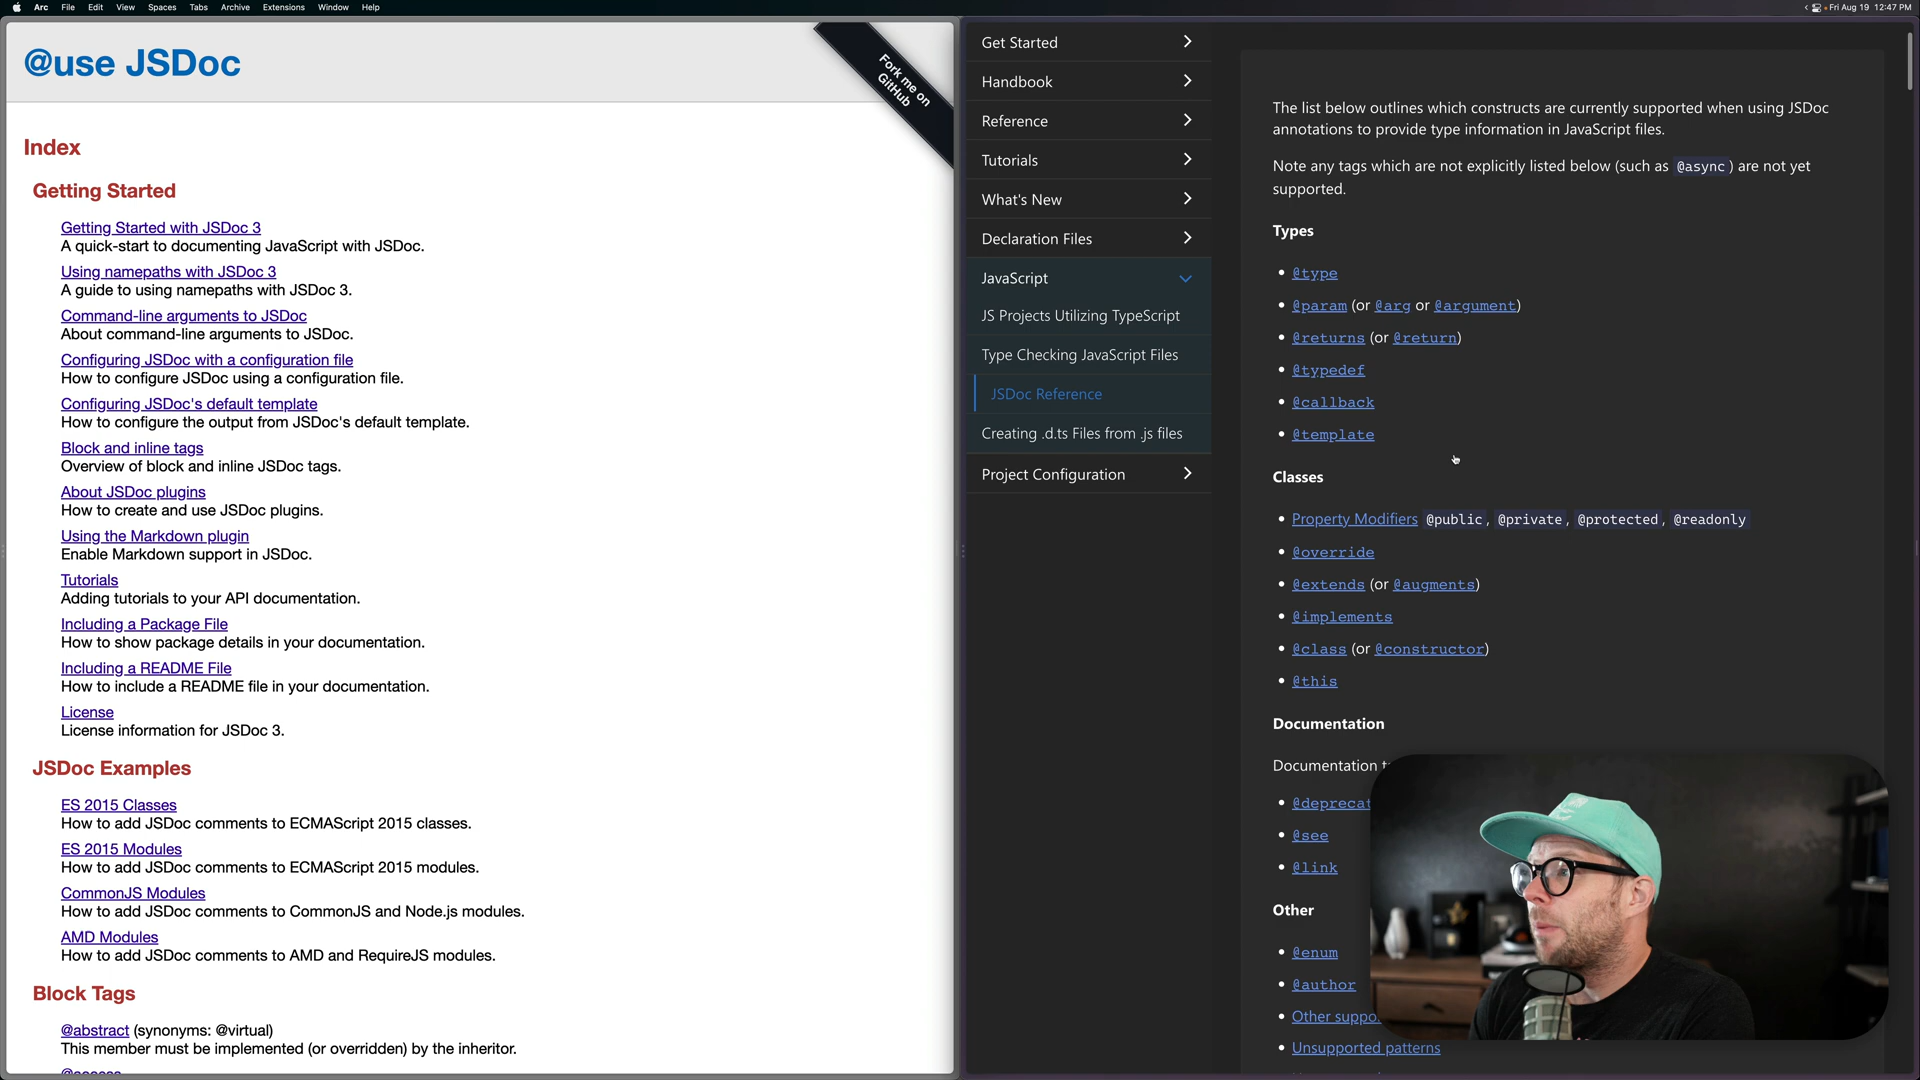 Arc File Edit View Spaces Tabs Archive Extensions Window Help
Fri Aug 19 12:47 PM
@use JSDoc
Fork me on
GitHub
Index
Getting Started
Getting Started with JSDoc 3
A quick-start to documenting JavaScript with JSDoc.
Using namepaths with JSDoc 3
A guide to using namepaths with JSDoc 3.
Command-line arguments to JSDoc
About command-line arguments to JSDoc.
Configuring JSDoc with a configuration file
How to configure JSDoc using a configuration file.
Configuring JSDoc's default template
How to configure the output from JSDoc's default template.
Block and inline tags
Overview of block and inline JSDoc tags.
About JSDoc plugins
How to create and use JSDoc plugins.
Using the Markdown plugin
Enable Markdown support in JSDoc.
Tutorials
Adding tutorials to your API documentation.
Including a Package File
How to show package details in your documentation.
Including a README File
How to include a README file in your documentation.
License
License information for JSDoc 3.
JSDoc Examples
ES 2015 Classes
How to add JSDoc comments to ECMAScript 2015 classes.
ES 2015 Modules
How to add JSDoc comments to ECMAScript 2015 modules.
CommonJS Modules
How to add JSDoc comments to CommonJS and Node.js modules.
AMD Modules
How to add JSDoc comments to AMD and RequireJS modules.
Block Tags
@abstract (synonyms: @virtual)
This member must be implemented (or overridden) by the inheritor.
Get Started
Handbook
Reference
Tutorials
What's New
Declaration Files
JavaScript
JS Projects Utilizing TypeScript
Type Checking JavaScript Files
JSDoc Reference
Creating .d.ts Files from .js files
Project Configuration
The list below outlines which constructs are currently supported when using JSDoc
annotations to provide type information in JavaScript files.
Note any tags which are not explicitly listed below (such as @async) are not yet
supported.
Types
• @type
• @param (or @arg or @argument)
• @returns (or @return)
• @typedef
• @callback
• @template
Classes
• Property Modifiers @public, @private, @protected, @readonly
• @override
• @extends (or @augments)
• @implements
• @class (or @constructor)
• @this
Documentation
Documentation
• @deprecat
• @see
• @link
Other
• @enum
• @author
• Other suppo
• Unsupported patterns